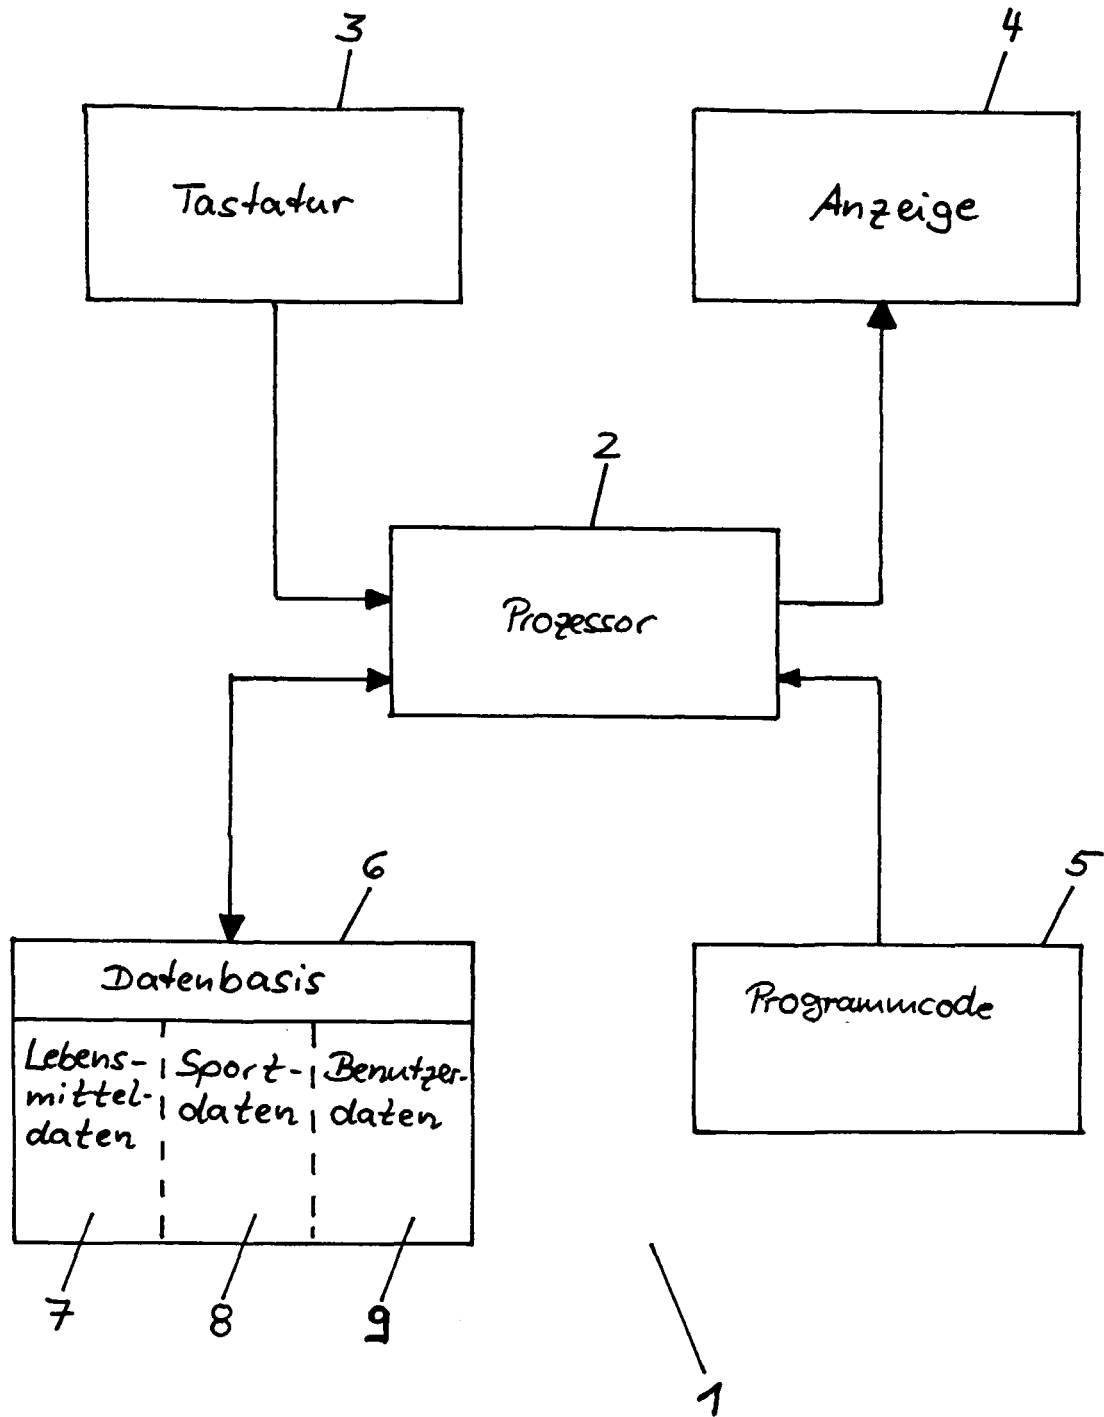 3
4
Tastatur
Anzeige
2
Prozessor
6
5
Datenbasis
Programmcode
Lebens-
mittel-
daten
Sport-
daten
Benutzer-
daten
7
8
9
1